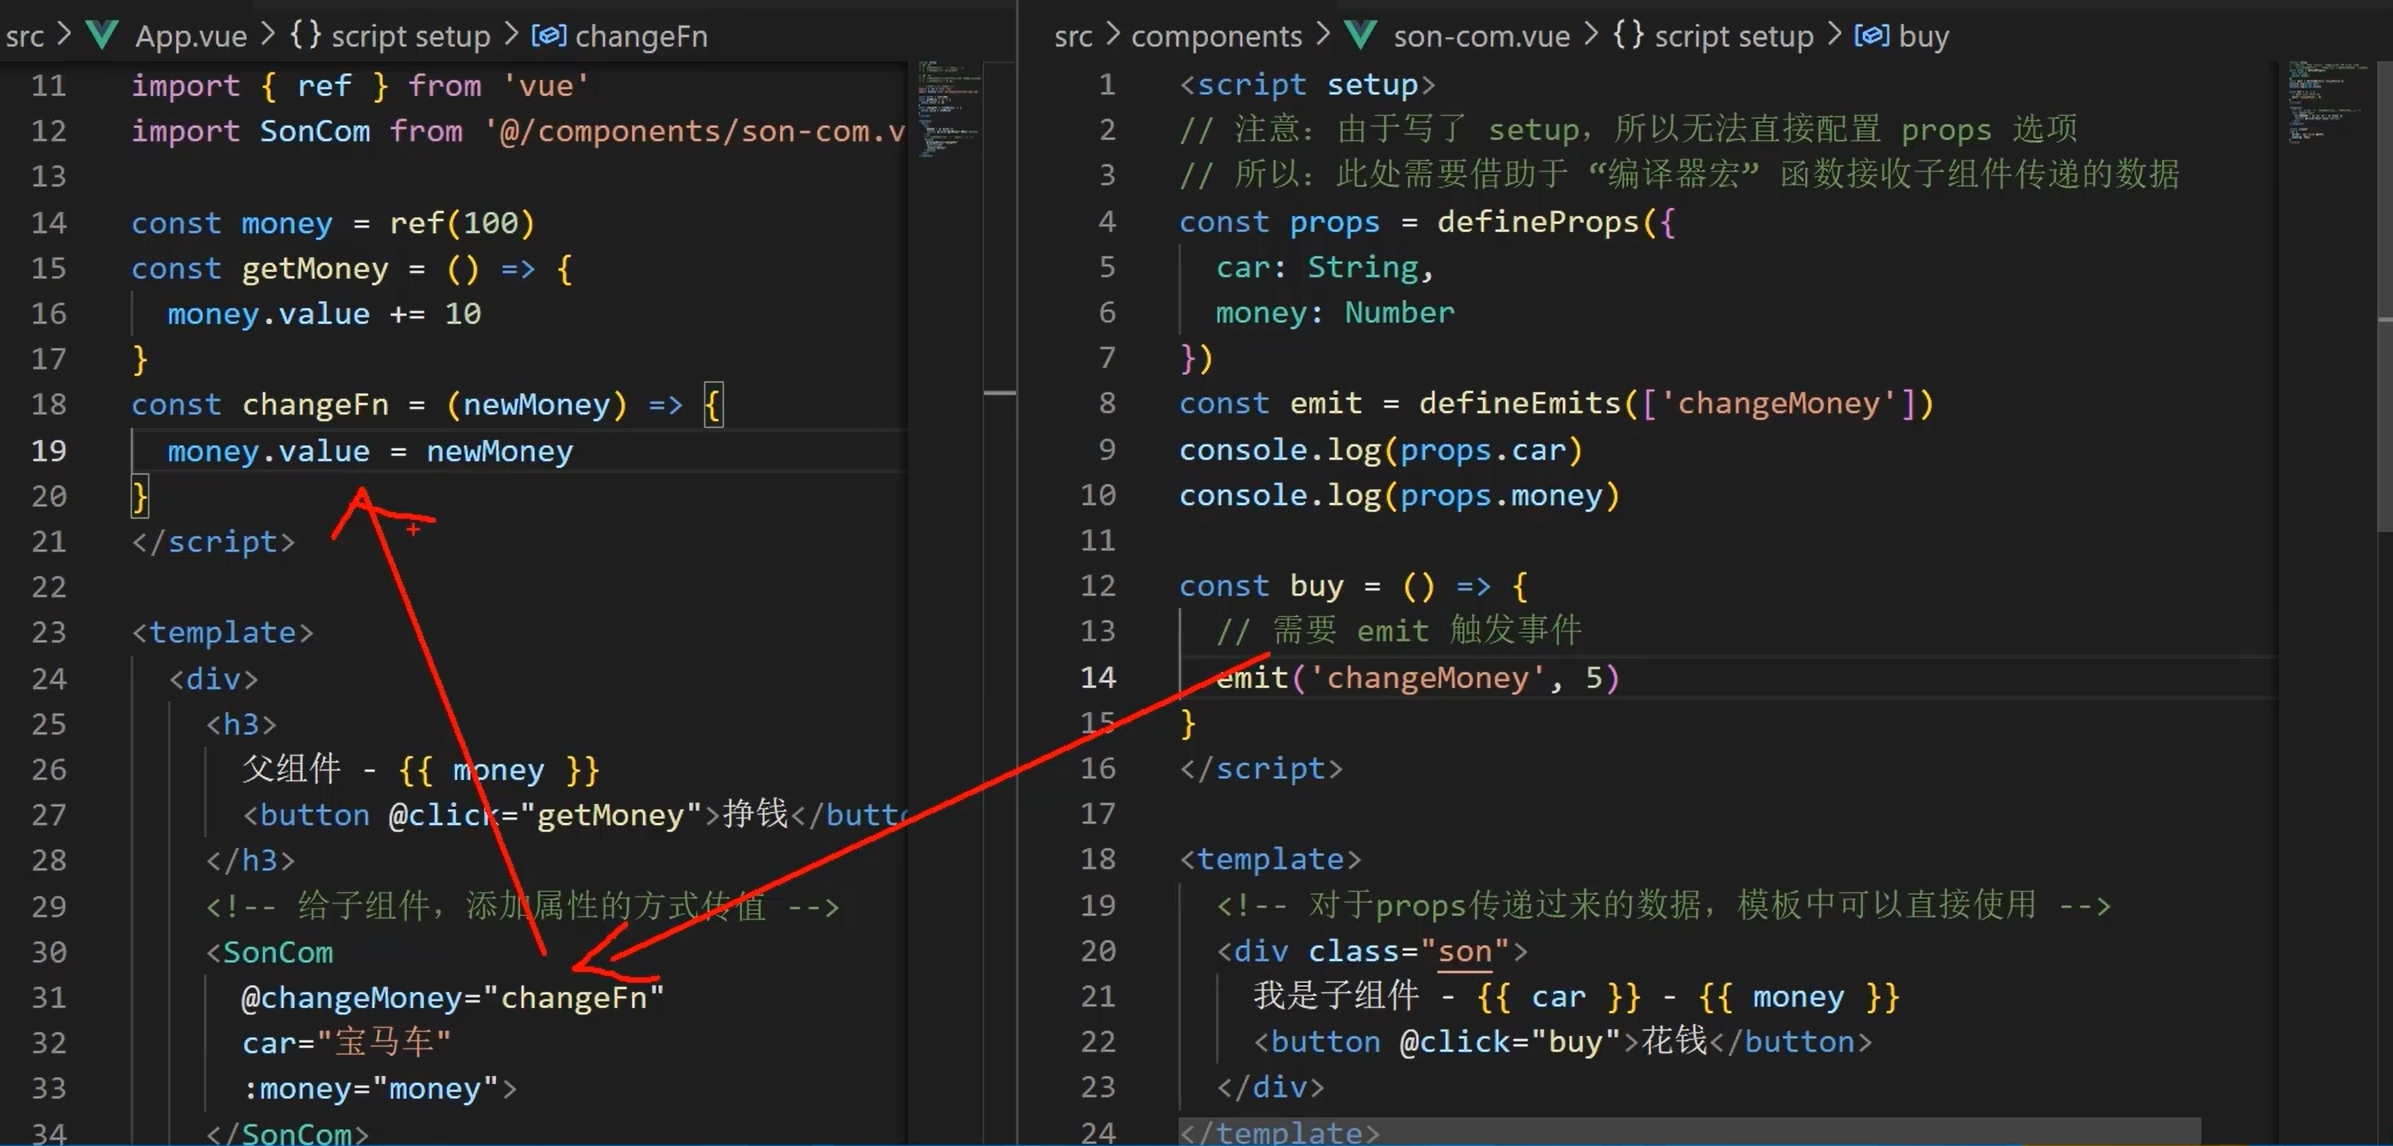 src > App.vue > {} script setup > changeFn
11 import { ref } from 'vue'
12 import SonCom from '@/components/son-com.v
13
14 const money = ref(100)
15 const getMoney = () => {
16 money.value += 10
17 }
18 const changeFn = (newMoney) => {
19 money.value = newMoney
20 }
21 </script>
22
23 <template>
24 <div>
25 <h3>
26 父组件 - {{ money }}
27 <button @click="getMoney">挣钱</butto
28 </h3>
29 <!-- 给子组件，添加属性的方式传值 -->
30 <SonCom
31 @changeMoney="changeFn"
32 car="宝马车"
33 :money="money">
34 </SonCom>
src > components > son-com.vue > {} script setup > buy
1 <script setup>
2 // 注意：由于写了 setup，所以无法直接配置 props 选项
3 // 所以：此处需要借助于 “编译器宏” 函数接收子组件传递的数据
4 const props = defineProps({
5 car: String,
6 money: Number
7 })
8 const emit = defineEmits(['changeMoney'])
9 console.log(props.car)
10 console.log(props.money)
11
12 const buy = () => {
13 // 需要 emit 触发事件
14 emit('changeMoney', 5)
15 }
16 </script>
17
18 <template>
19 <!-- 对于props传递过来的数据，模板中可以直接使用 -->
20 <div class="son">
21 我是子组件 - {{ car }} - {{ money }}
22 <button @click="buy">花钱</button>
23 </div>
24 </template>